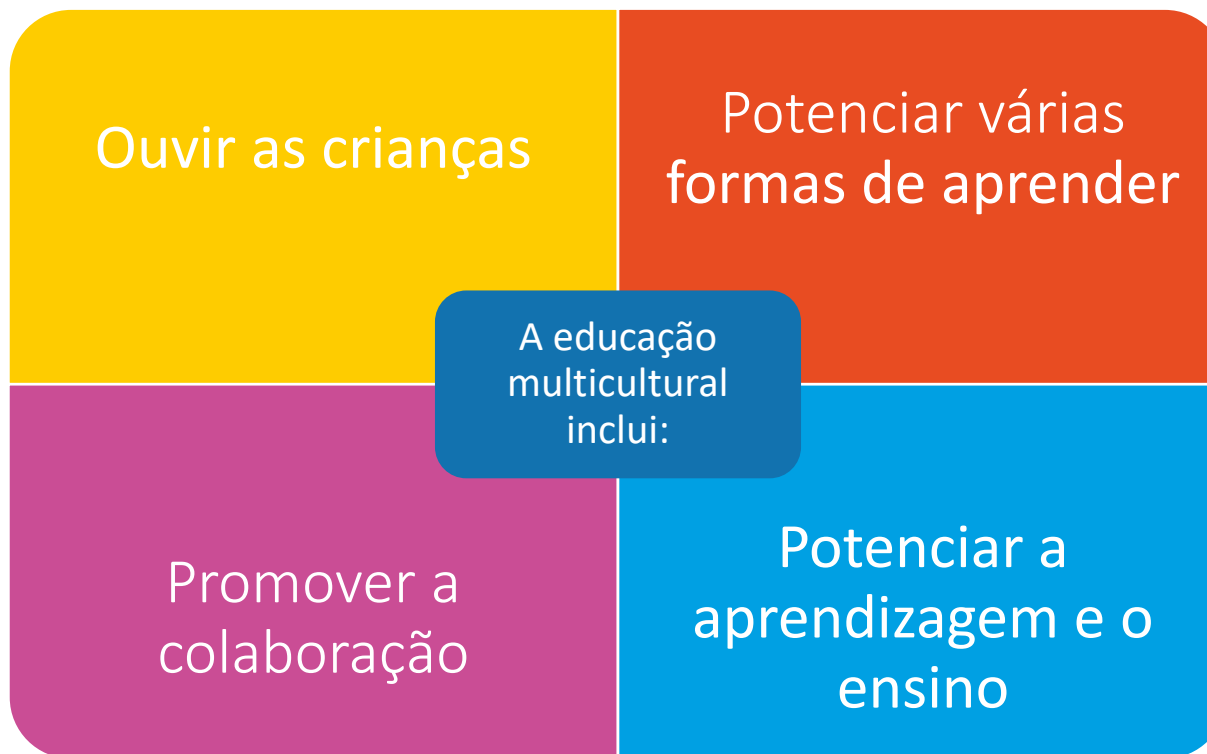 Ouvir as crianças
Potenciar várias
formas de aprender
A educação
multicultural
inclui:
Promover a
colaboração
Potenciar a
aprendizagem e o
ensino